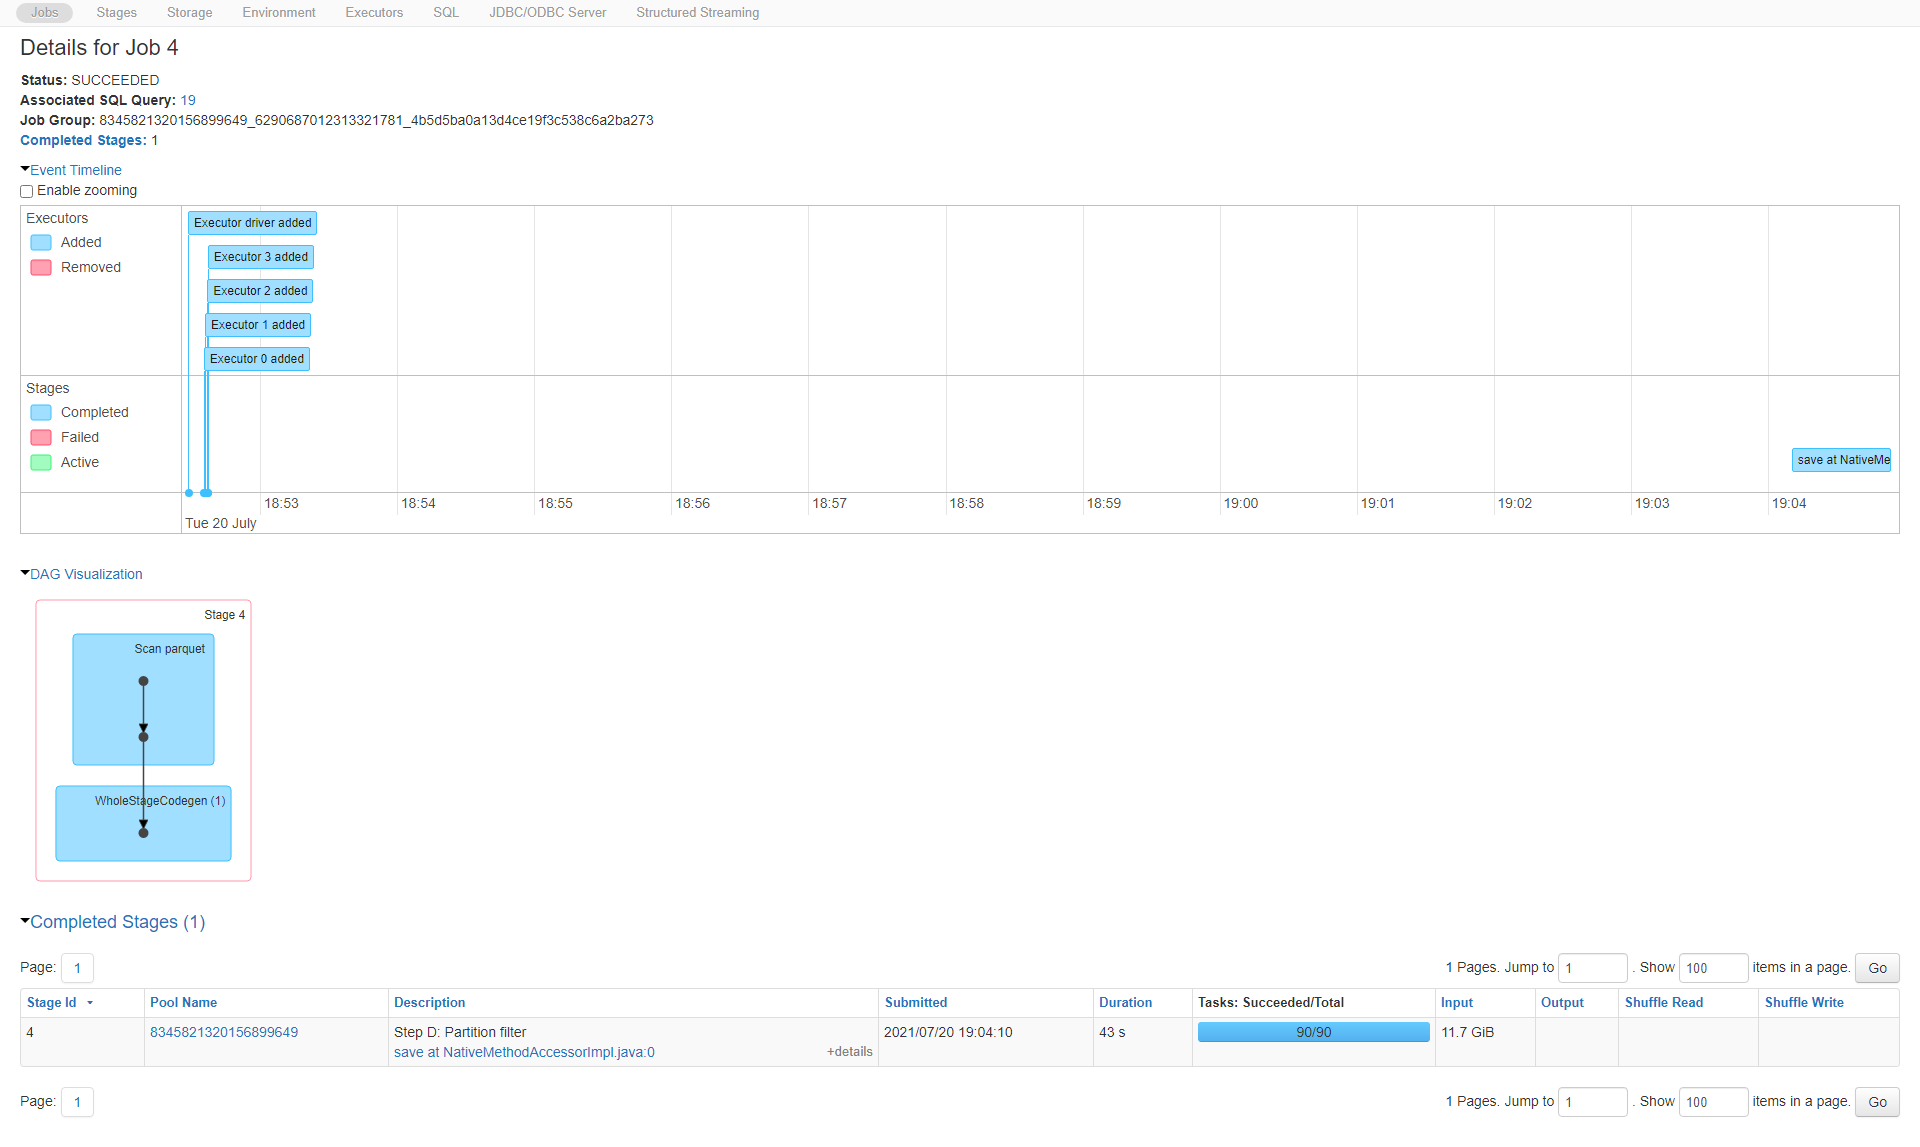 Jobs Stages Storage Environment Executors SQL JDBC/ODBC Server Structured Streaming
Details for Job 4
Status: SUCCEEDED
Associated SQL Query: 19
Job Group: 8345821320156899649_6290687012313321781_4b5d5ba0a13d4ce19f3c538c6a2ba273
Completed Stages: 1
Event Timeline
Enable zooming
Executors
Added
Removed
Executor driver added
Executor 3 added
Executor 2 added
Executor 1 added
Executor 0 added
Stages
Completed
Failed
Active
save at NativeMe
18:53 18:54 18:55 18:56 18:57 18:58 18:59 19:00 19:01 19:02 19:03 19:04
Tue 20 July
DAG Visualization
Stage 4
Scan parquet
WholeStageCodegen (1)
Completed Stages (1)
Page: 1 1 Pages. Jump to 1 . Show 100 items in a page. Go
Stage Id Pool Name Description Submitted Duration Tasks: Succeeded/Total Input Output Shuffle Read Shuffle Write
4 8345821320156899649 Step D: Partition filter 2021/07/20 19:04:10 43 s 90/90 11.7 GiB
save at NativeMethodAccessorImpl.java:0 +details
Page: 1 1 Pages. Jump to 1 . Show 100 items in a page. Go